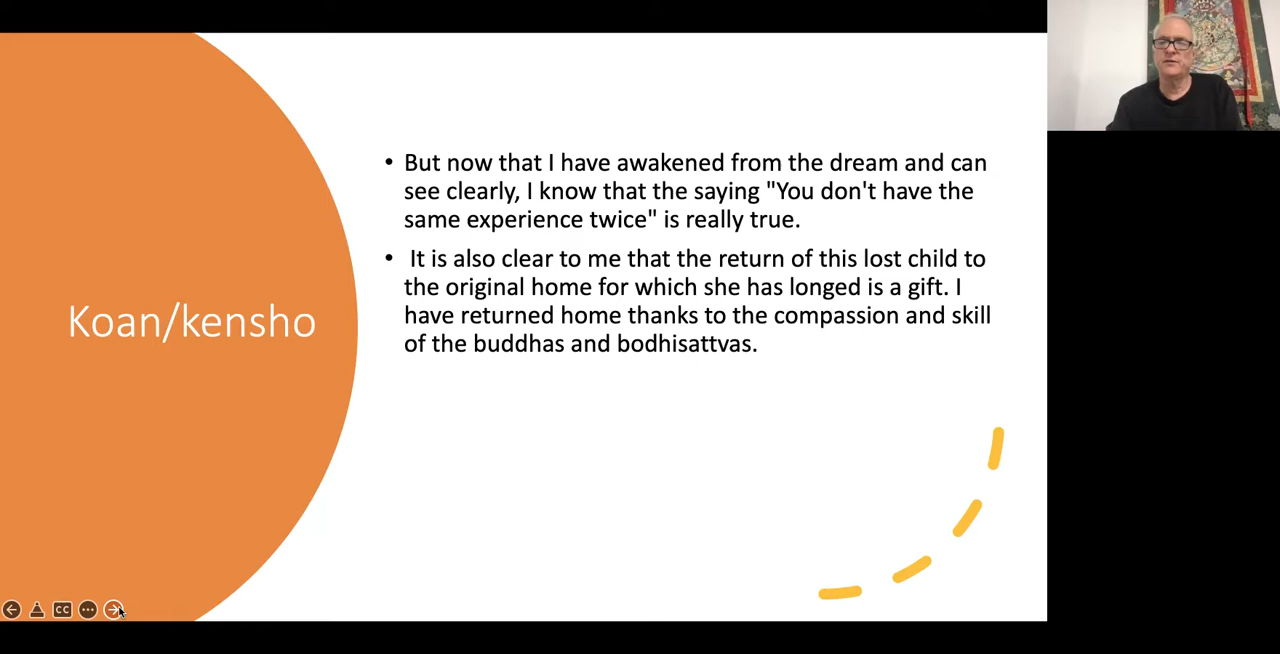 Koan/kensho
• But now that I have awakened from the dream and can
see clearly, I know that the saying "You don't have the
same experience twice" is really true.
• It is also clear to me that the return of this lost child to
the original home for which she has longed is a gift. I
have returned home thanks to the compassion and skill
of the buddhas and bodhisattvas.
CC